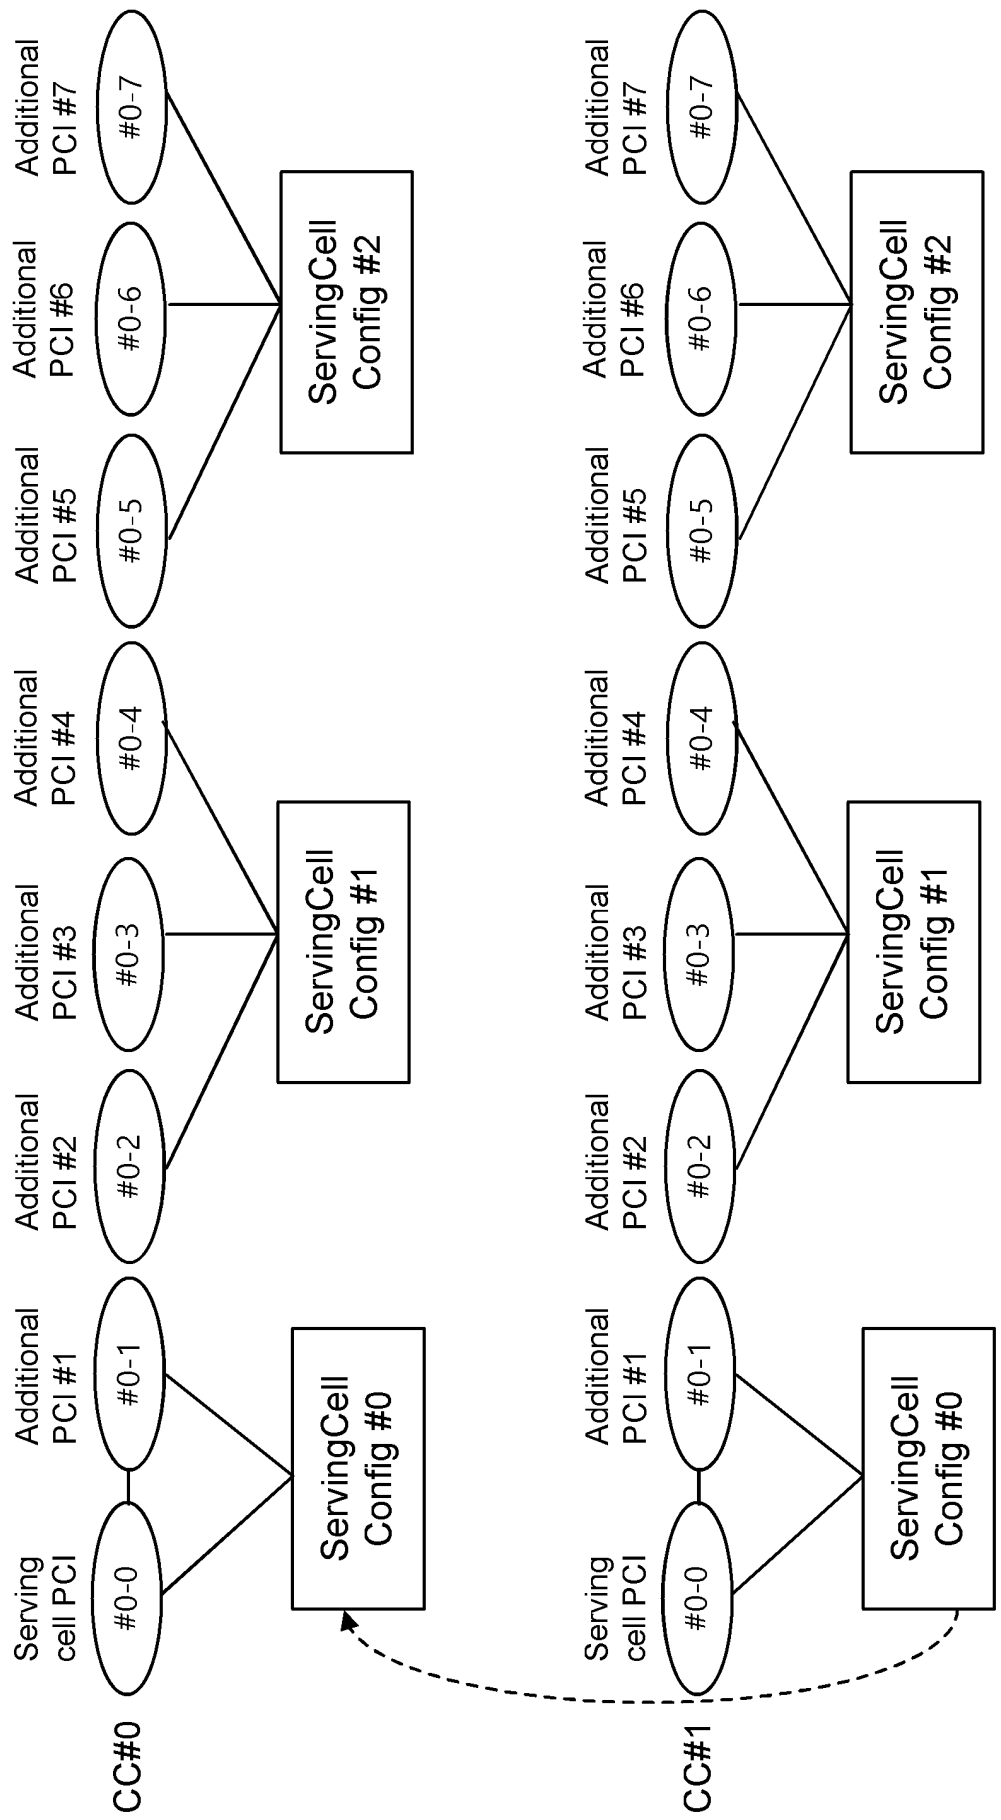 CC#0
Serving
cell PCI
#0-0
Additional
PCI #1
#0-1
ServingCell
Config #0
Additional
PCI #2
#0-2
Additional
PCI #3
#0-3
Additional
PCI #4
#0-4
ServingCell
Config #1
Additional
PCI #5
#0-5
Additional
PCI #6
#0-6
Additional
PCI #7
#0-7
ServingCell
Config #2
CC#1
Serving
cell PCI
#0-0
Additional
PCI #1
#0-1
ServingCell
Config #0
Additional
PCI #2
#0-2
Additional
PCI #3
#0-3
Additional
PCI #4
#0-4
ServingCell
Config #1
Additional
PCI #5
#0-5
Additional
PCI #6
#0-6
Additional
PCI #7
#0-7
ServingCell
Config #2